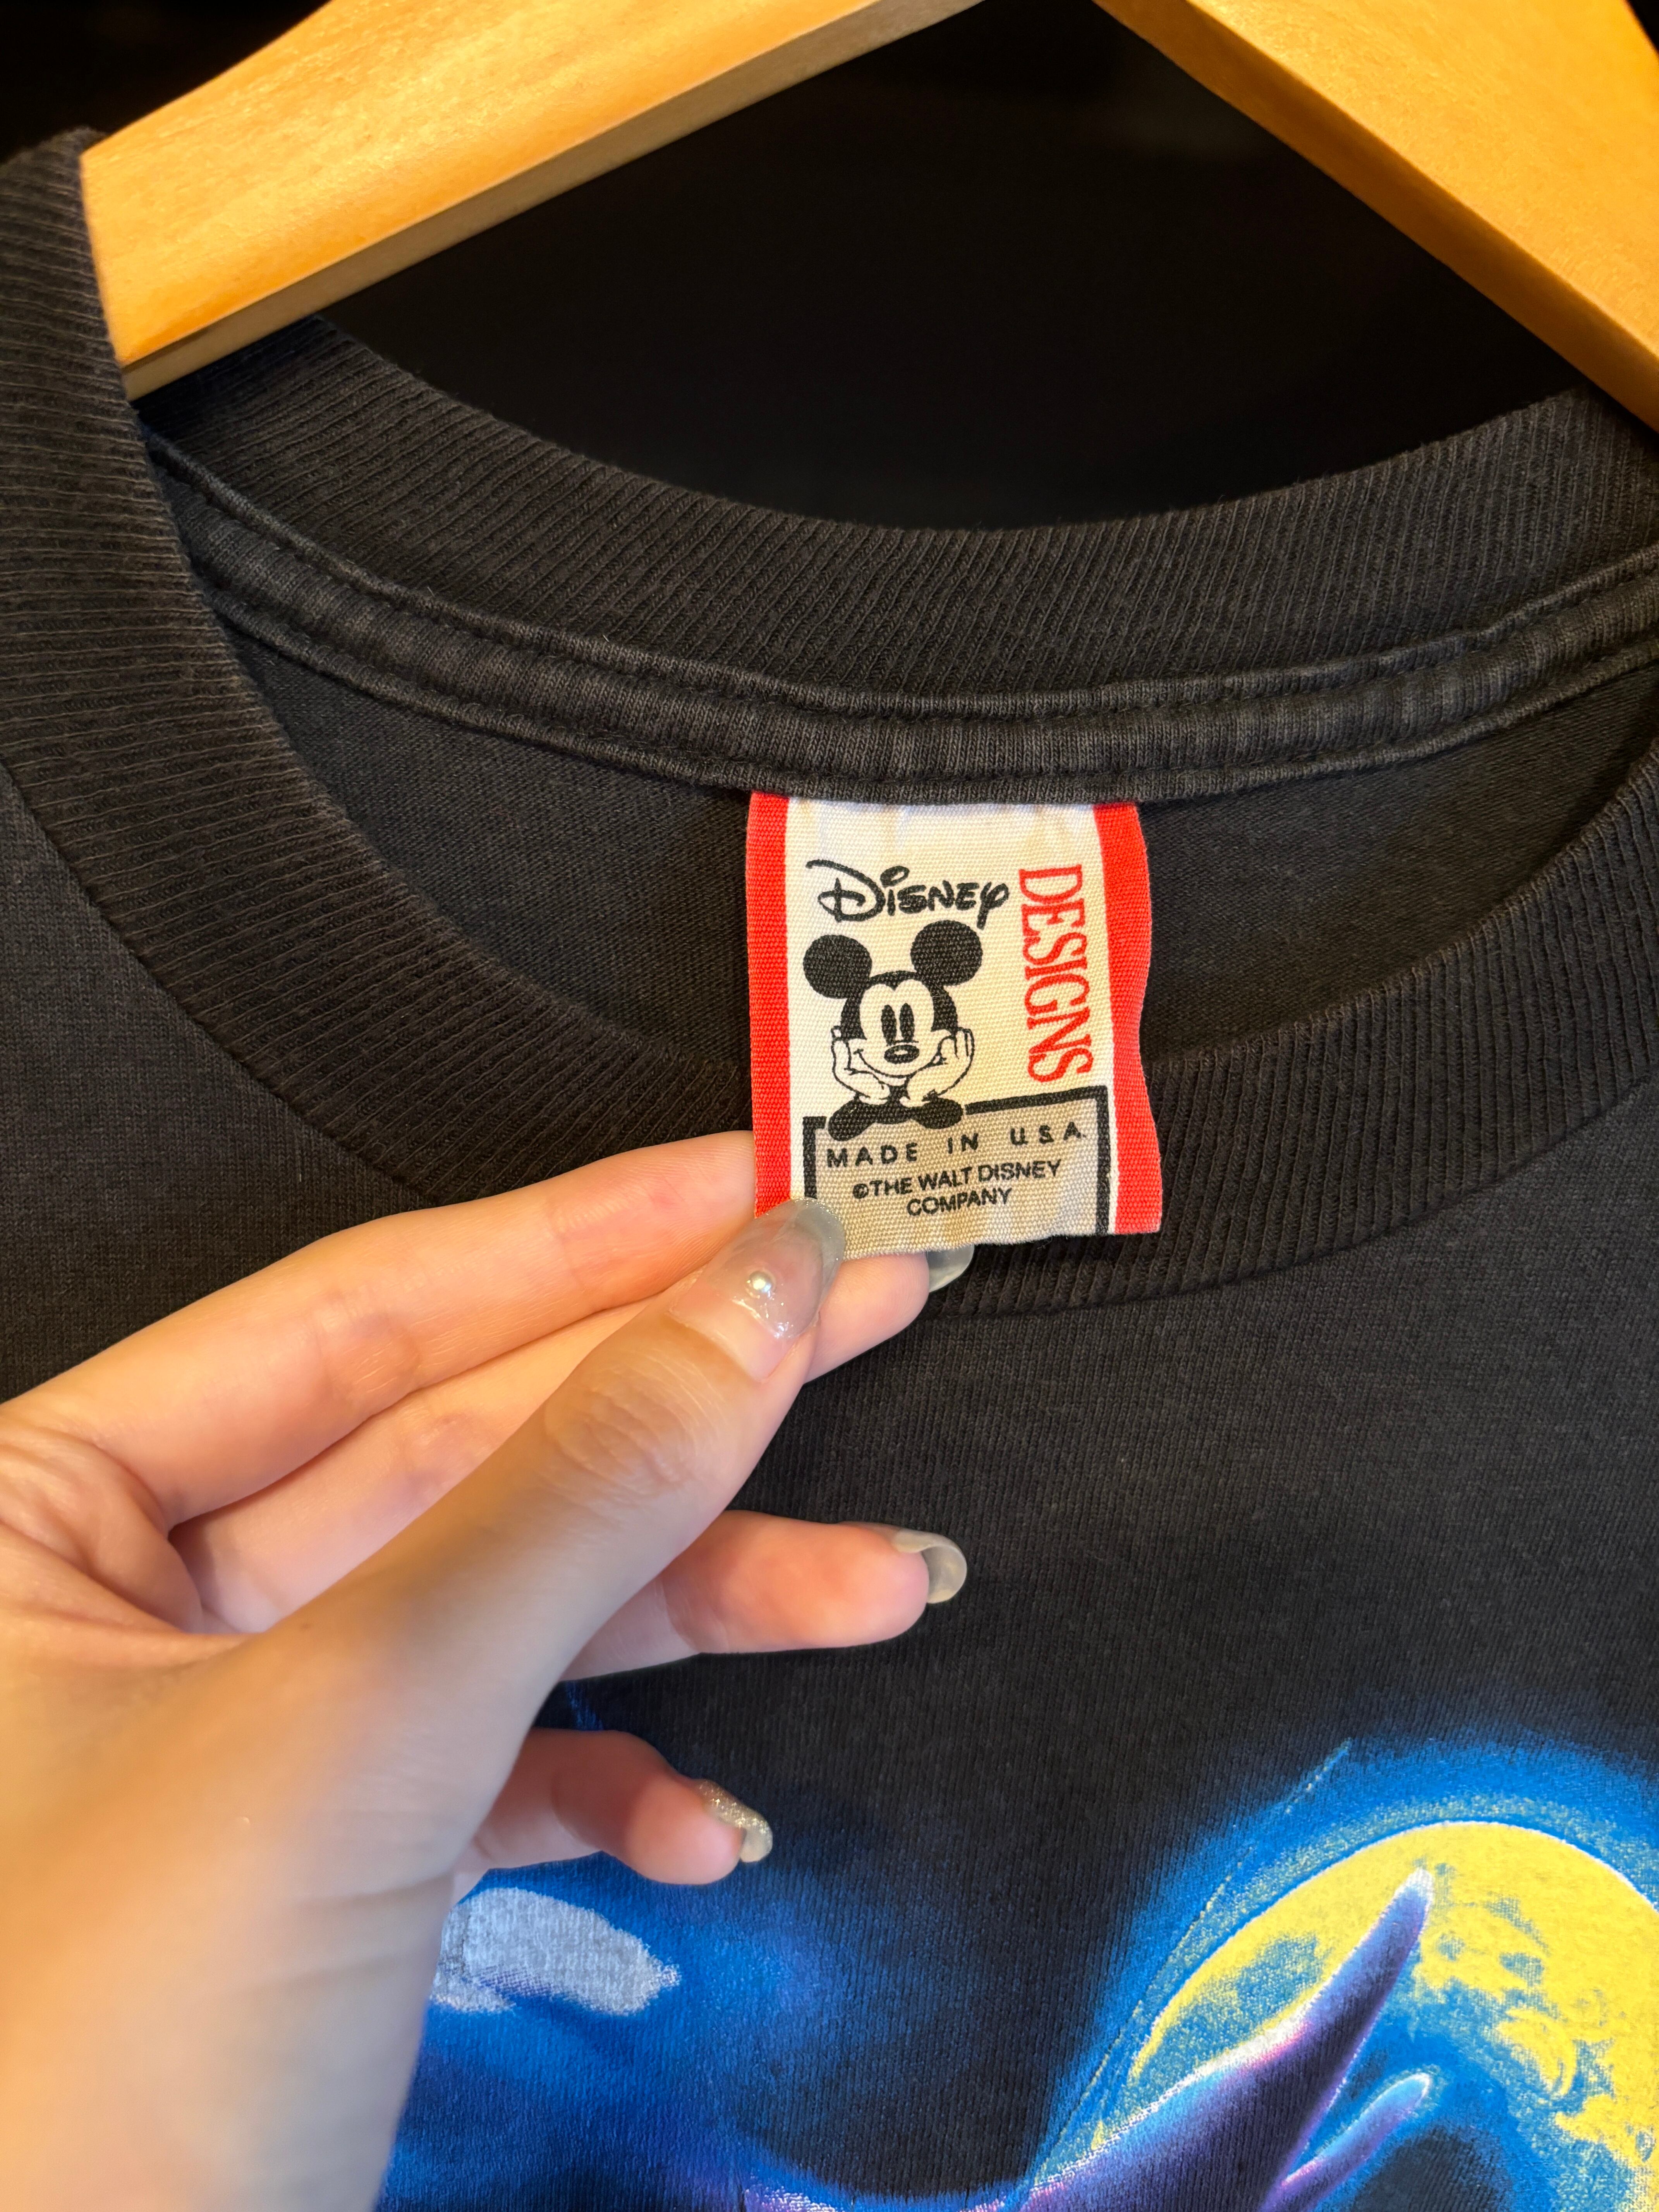 Disney
DESIGNS
MADE IN U.S.A.
©THE WALT DISNEY
COMPANY